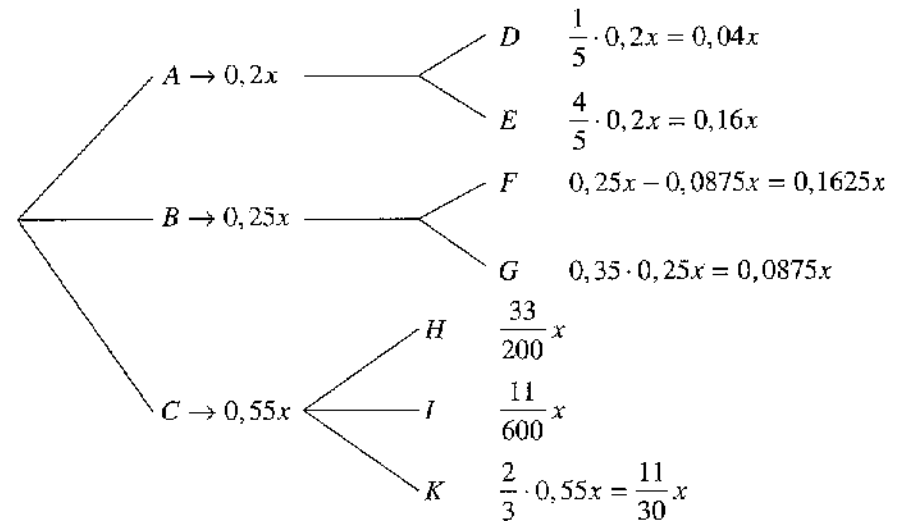 D 1/5 · 0,2x = 0,04x
A → 0,2x
E 4/5 · 0,2x = 0,16x
F 0,25x − 0,0875x = 0,1625x
B → 0,25x
G 0,35 · 0,25x = 0,0875x
H 33/200 x
C → 0,55x I 11/600 x
K 2/3 · 0,55x = 11/30 x